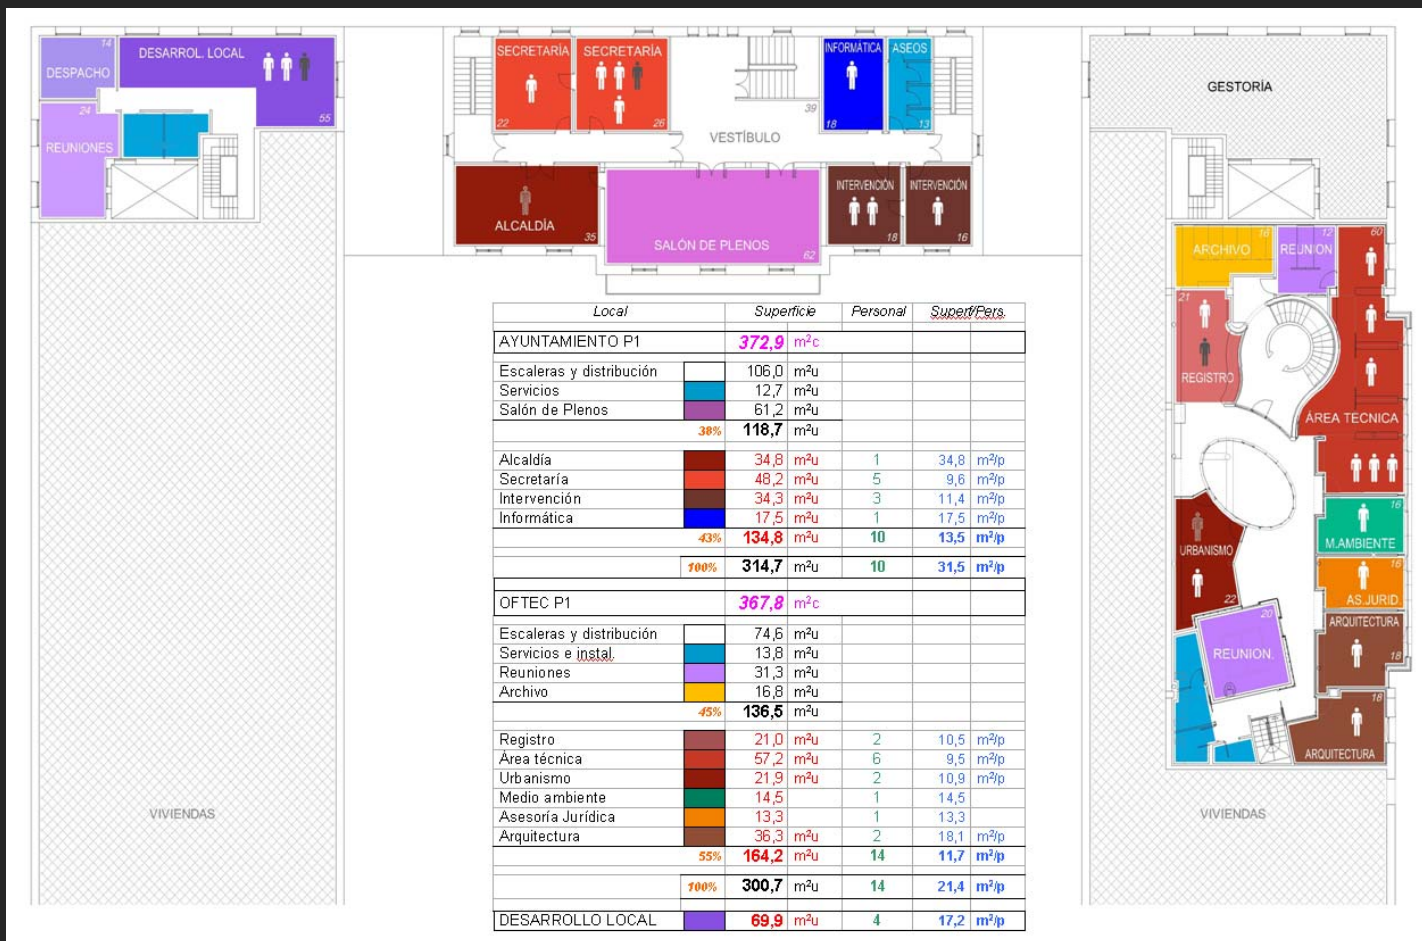 14
DESPACHO
DESARROL. LOCAL
55
24
REUNIONES
VIVIENDAS
SECRETARÍA
22
SECRETARÍA
26
39
VESTÍBULO
INFORMÁTICA
18
ASEOS
13
ALCALDÍA
35
SALÓN DE PLENOS
62
INTERVENCIÓN
18
INTERVENCIÓN
16
GESTORÍA
ARCHIVO
16
REUNION
12
60
21
REGISTRO
ÁREA TECNICA
URBANISMO
22
16
M.AMBIENTE
16
AS.JURID
20
REUNION.
ARQUITECTURA
18
18
ARQUITECTURA
VIVIENDAS
Local Superficie Personal Superf/Pers.
AYUNTAMIENTO P1 372,9 m²c
Escaleras y distribución 106,0 m²u
Servicios 12,7 m²u
Salón de Plenos 61,2 m²u
38% 118,7 m²u
Alcaldía 34,8 m²u 1 34,8 m²/p
Secretaría 48,2 m²u 5 9,6 m²/p
Intervención 34,3 m²u 3 11,4 m²/p
Informática 17,5 m²u 1 17,5 m²/p
43% 134,8 m²u 10 13,5 m²/p
100% 314,7 m²u 10 31,5 m²/p
OFTEC P1 367,8 m²c
Escaleras y distribución 74,6 m²u
Servicios e instal. 13,8 m²u
Reuniones 31,3 m²u
Archivo 16,8 m²u
45% 136,5 m²u
Registro 21,0 m²u 2 10,5 m²/p
Área técnica 57,2 m²u 6 9,5 m²/p
Urbanismo 21,9 m²u 2 10,9 m²/p
Medio ambiente 14,5 1 14,5
Asesoría Jurídica 13,3 1 13,3
Arquitectura 36,3 m²u 2 18,1 m²/p
55% 164,2 m²u 14 11,7 m²/p
100% 300,7 m²u 14 21,4 m²/p
DESARROLLO LOCAL 69,9 m²u 4 17,2 m²/p